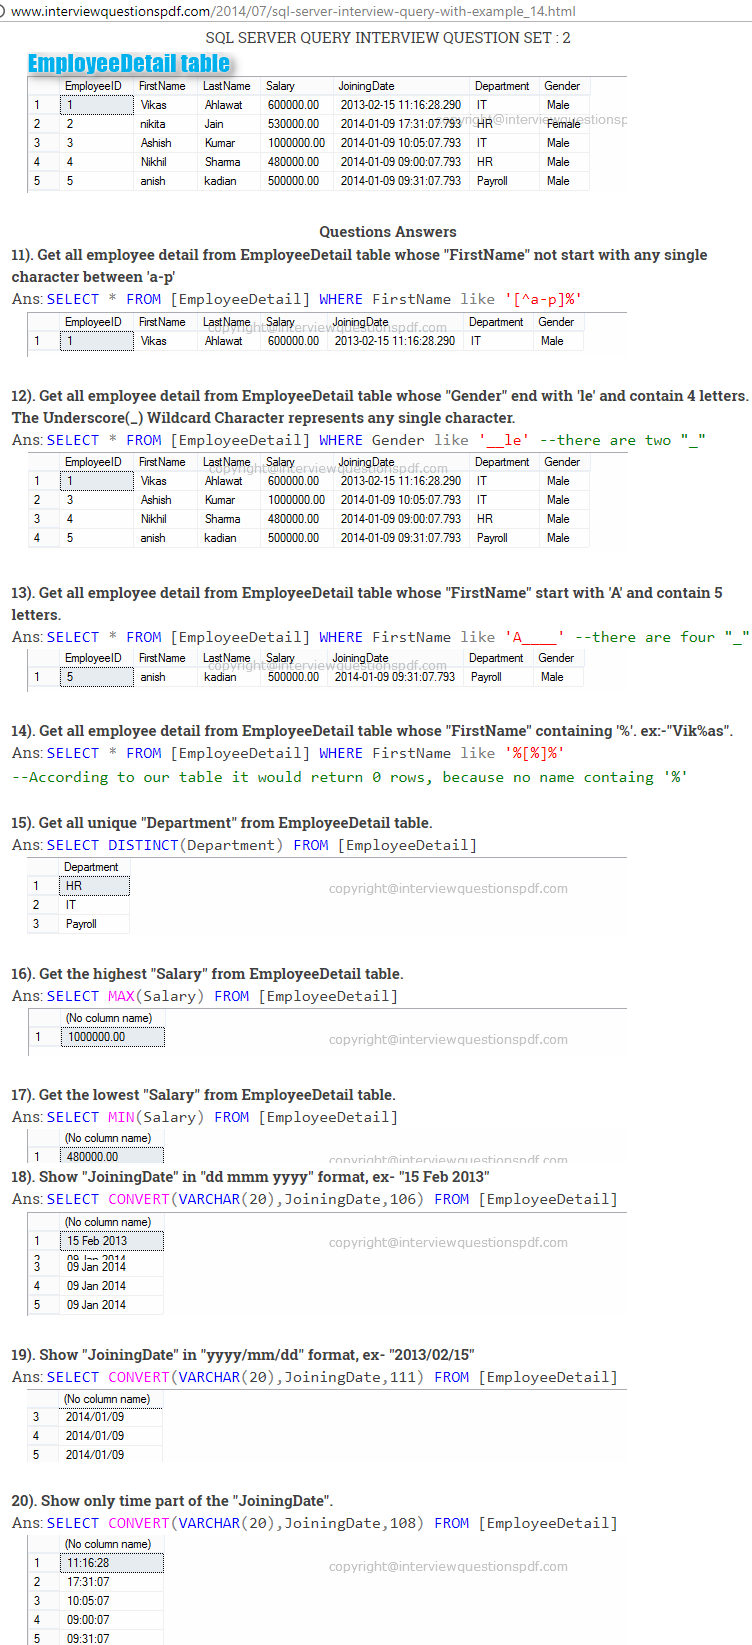 www.interviewquestionspdf.com/2014/07/sql-server-interview-query-with-example_14.html
SQL SERVER QUERY INTERVIEW QUESTION SET : 2
EmployeeDetail table
EmployeeID FirstName LastName Salary JoiningDate Department Gender
1 1 Vikas Ahlawat 600000.00 2013-02-15 11:16:28.290 IT Male
2 2 nikita Jain 530000.00 2014-01-09 17:31:07.793 HR Female
copyright@interviewquestionsp
3 3 Ashish Kumar 1000000.00 2014-01-09 10:05:07.793 IT Male
4 4 Nikhil Sharma 480000.00 2014-01-09 09:00:07.793 HR Male
5 5 anish kadian 500000.00 2014-01-09 09:31:07.793 Payroll Male
Questions Answers
11). Get all employee detail from EmployeeDetail table whose "FirstName" not start with any single
character between 'a-p'
Ans: SELECT * FROM [EmployeeDetail] WHERE FirstName like '[^a-p]%'
EmployeeID FirstName LastName Salary JoiningDate Department Gender
copyright@interviewquestionspdf.com
1 1 Vikas Ahlawat 600000.00 2013-02-15 11:16:28.290 IT Male
12). Get all employee detail from EmployeeDetail table whose "Gender" end with 'le' and contain 4 letters.
The Underscore(_) Wildcard Character represents any single character.
Ans: SELECT * FROM [EmployeeDetail] WHERE Gender like '__le' --there are two "_"
EmployeeID FirstName LastName Salary JoiningDate Department Gender
copyright@interviewquestionspdf.com
1 1 Vikas Ahlawat 600000.00 2013-02-15 11:16:28.290 IT Male
2 3 Ashish Kumar 1000000.00 2014-01-09 10:05:07.793 IT Male
3 4 Nikhil Sharma 480000.00 2014-01-09 09:00:07.793 HR Male
4 5 anish kadian 500000.00 2014-01-09 09:31:07.793 Payroll Male
13). Get all employee detail from EmployeeDetail table whose "FirstName" start with 'A' and contain 5
letters.
Ans: SELECT * FROM [EmployeeDetail] WHERE FirstName like 'A____' --there are four "_"
EmployeeID FirstName LastName Salary JoiningDate Department Gender
copyright@interviewquestionspdf.com
1 5 anish kadian 500000.00 2014-01-09 09:31:07.793 Payroll Male
14). Get all employee detail from EmployeeDetail table whose "FirstName" containing '%'. ex:-"Vik%as".
Ans: SELECT * FROM [EmployeeDetail] WHERE FirstName like '%[%]%'
--According to our table it would return 0 rows, because no name containg '%'
15). Get all unique "Department" from EmployeeDetail table.
Ans: SELECT DISTINCT(Department) FROM [EmployeeDetail]
Department
1 HR copyright@interviewquestionspdf.com
2 IT
3 Payroll
16). Get the highest "Salary" from EmployeeDetail table.
Ans: SELECT MAX(Salary) FROM [EmployeeDetail]
(No column name)
1 1000000.00 copyright@interviewquestionspdf.com
17). Get the lowest "Salary" from EmployeeDetail table.
Ans: SELECT MIN(Salary) FROM [EmployeeDetail]
(No column name)
1 480000.00 copyright@interviewquestionspdf.com
18). Show "JoiningDate" in "dd mmm yyyy" format, ex- "15 Feb 2013"
Ans: SELECT CONVERT(VARCHAR(20),JoiningDate,106) FROM [EmployeeDetail]
(No column name)
1 15 Feb 2013 copyright@interviewquestionspdf.com
2 09 Jan 2014
3 09 Jan 2014
4 09 Jan 2014
5 09 Jan 2014
19). Show "JoiningDate" in "yyyy/mm/dd" format, ex- "2013/02/15"
Ans: SELECT CONVERT(VARCHAR(20),JoiningDate,111) FROM [EmployeeDetail]
(No column name)
3 2014/01/09
4 2014/01/09
5 2014/01/09
20). Show only time part of the "JoiningDate".
Ans: SELECT CONVERT(VARCHAR(20),JoiningDate,108) FROM [EmployeeDetail]
(No column name)
1 11:16:28 copyright@interviewquestionspdf.com
2 17:31:07
3 10:05:07
4 09:00:07
5 09:31:07